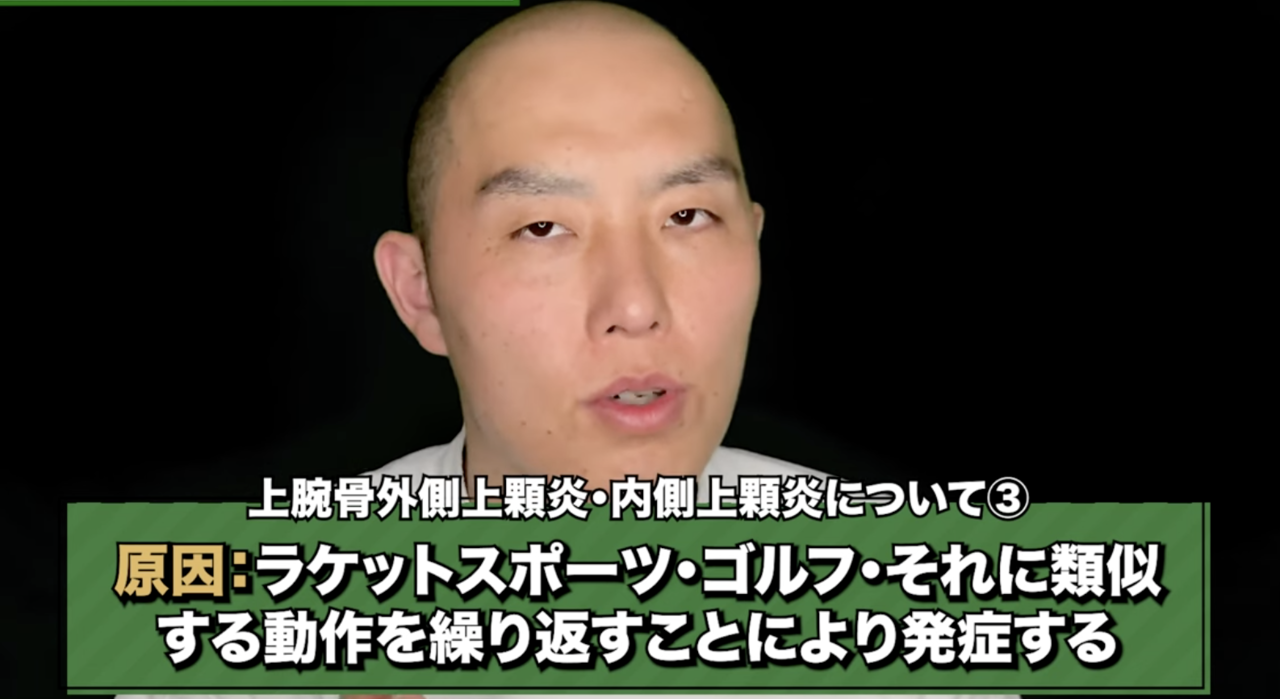 上腕骨外側上顆炎・内側上顆炎について③
原因：ラケットスポーツ・ゴルフ・それに類似
する動作を繰り返すことにより発症する